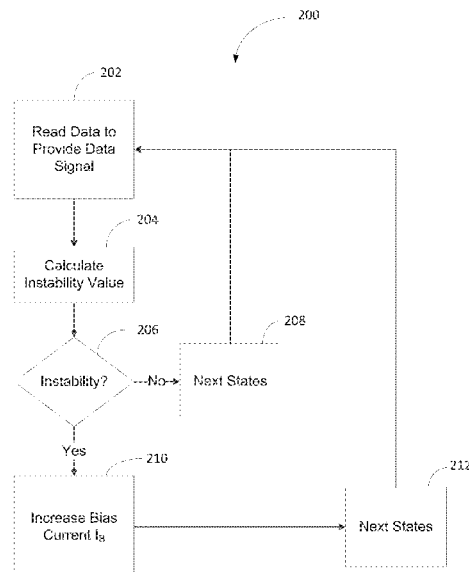 200
202
Read Data to
Provide Data
Signal
204
Calculate
Instability Value
206
Instability?
No
208
Next States
Yes
210
Increase Bias
Current IB
212
Next States